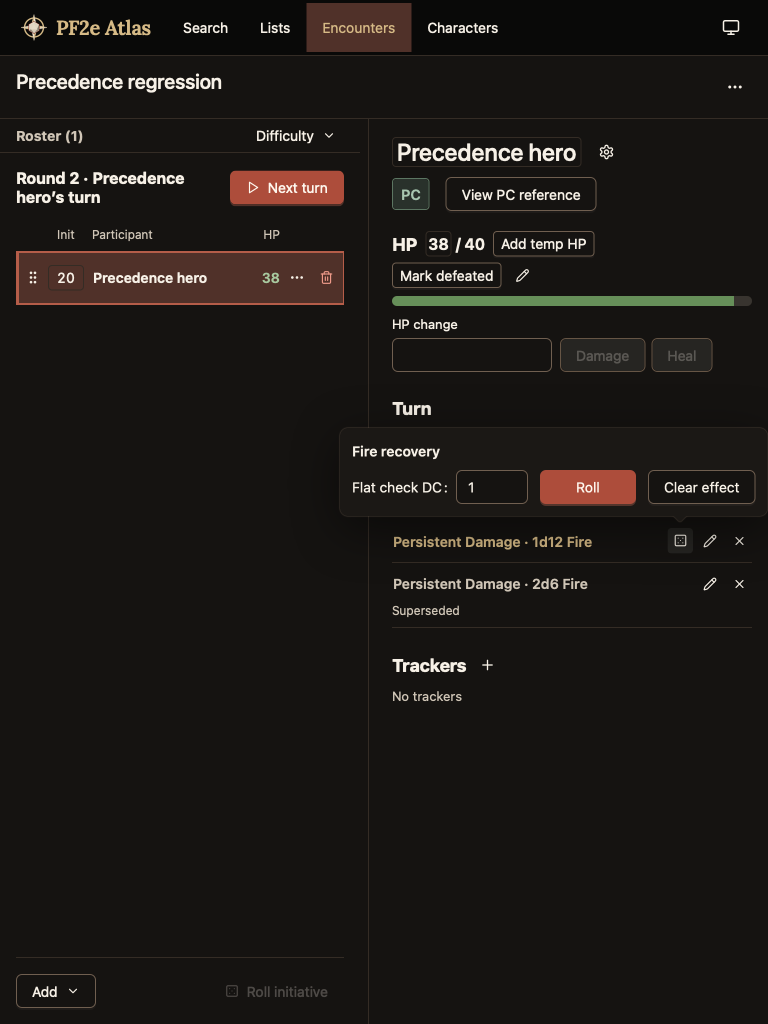 PF2e Atlas
Search
Lists
Encounters
Characters
Precedence regression
Roster (1)
Difficulty
Round 2 · Precedence
hero's turn
Next turn
Init
Participant
HP
20
Precedence hero
38
Add
Roll initiative
Precedence hero
PC
View PC reference
HP 38 / 40
Add temp HP
Mark defeated
HP change
Damage
Heal
Turn
Fire recovery
Flat check DC:
1
Roll
Clear effect
Persistent Damage · 1d12 Fire
Persistent Damage · 2d6 Fire
Superseded
Trackers
No trackers